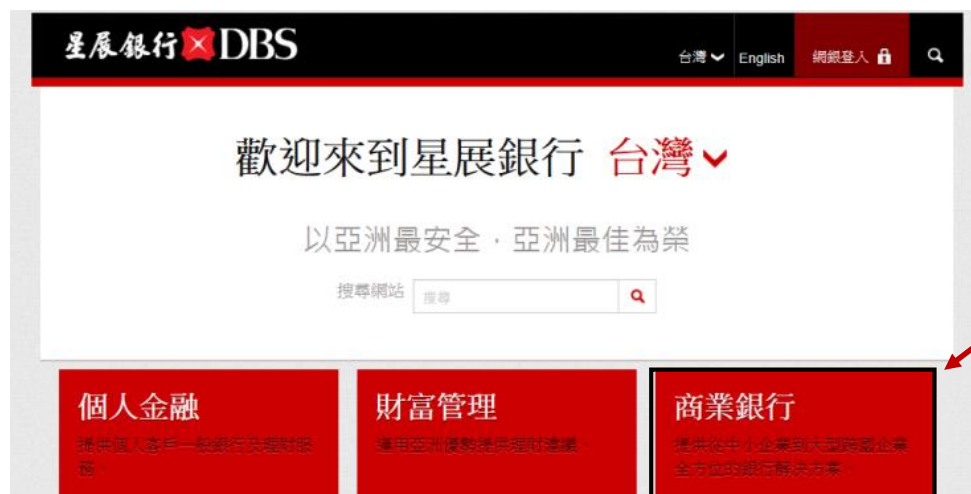 星展銀行 DBS
台灣 English 網銀登入
歡迎來到星展銀行 台灣
以亞洲最安全．亞洲最佳為榮
搜尋網站 搜尋
個人金融
提供個人客戶一般銀行及理財服
務。
財富管理
運用亞洲優勢提供理財建議。
商業銀行
提供從中小企業到大型跨國企業
全方位的銀行解決方案。